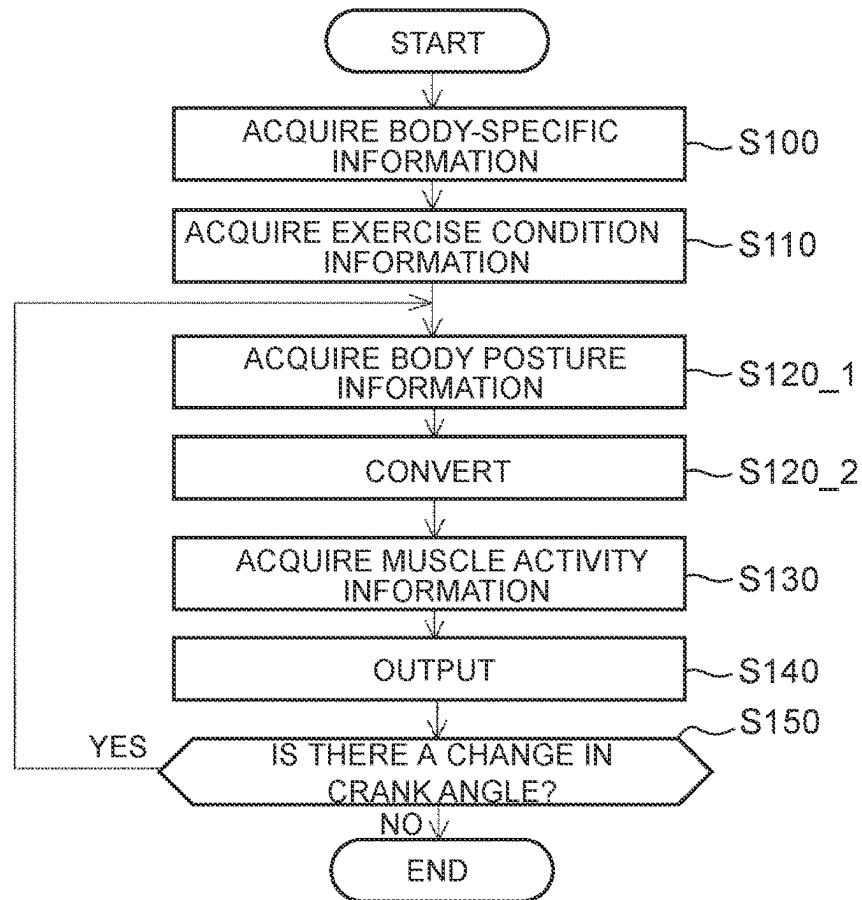 START
ACQUIRE BODY-SPECIFIC
INFORMATION
S100
ACQUIRE EXERCISE CONDITION
INFORMATION
S110
ACQUIRE BODY POSTURE
INFORMATION
S120_1
CONVERT
S120_2
ACQUIRE MUSCLE ACTIVITY
INFORMATION
S130
OUTPUT
S140
S150
YES
IS THERE A CHANGE IN
CRANK ANGLE?
NO
END